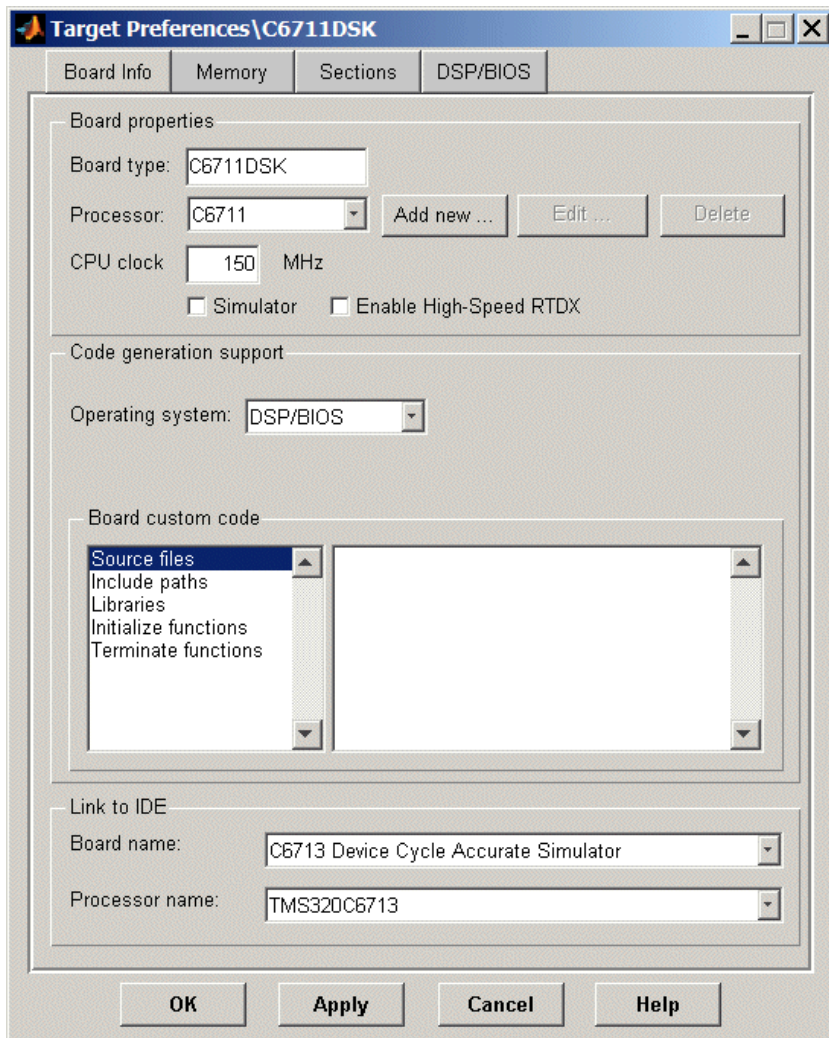 Target Preferences\C6711DSK
Board Info Memory Sections DSP/BIOS
Board properties
Board type: C6711DSK
Processor: C6711 Add new ... Edit ... Delete
CPU clock 150 MHz
Simulator Enable High-Speed RTDX
Code generation support
Operating system: DSP/BIOS
Board custom code
Source files
Include paths
Libraries
Initialize functions
Terminate functions
Link to IDE
Board name: C6713 Device Cycle Accurate Simulator
Processor name: TMS320C6713
OK Apply Cancel Help